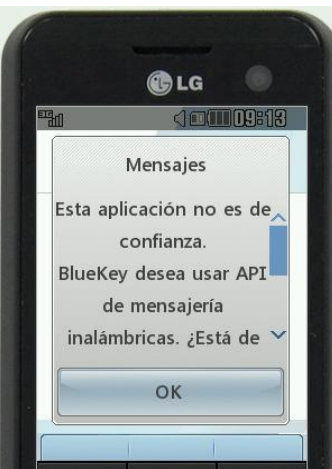 LG
3G 09:13
Mensajes
Esta aplicación no es de
confianza.
BlueKey desea usar API
de mensajería
inalámbricas. ¿Está de
OK